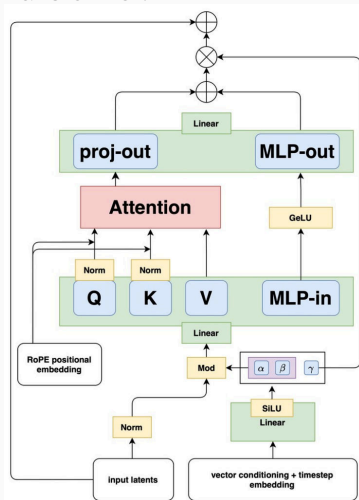 Linear
proj-out
MLP-out
Attention
GeLU
Norm
Norm
Q
K
V
MLP-in
Linear
RoPE positional
embedding
Mod
α
β
γ
SiLU
Linear
Norm
input latents
vector conditioning + timestep
embedding